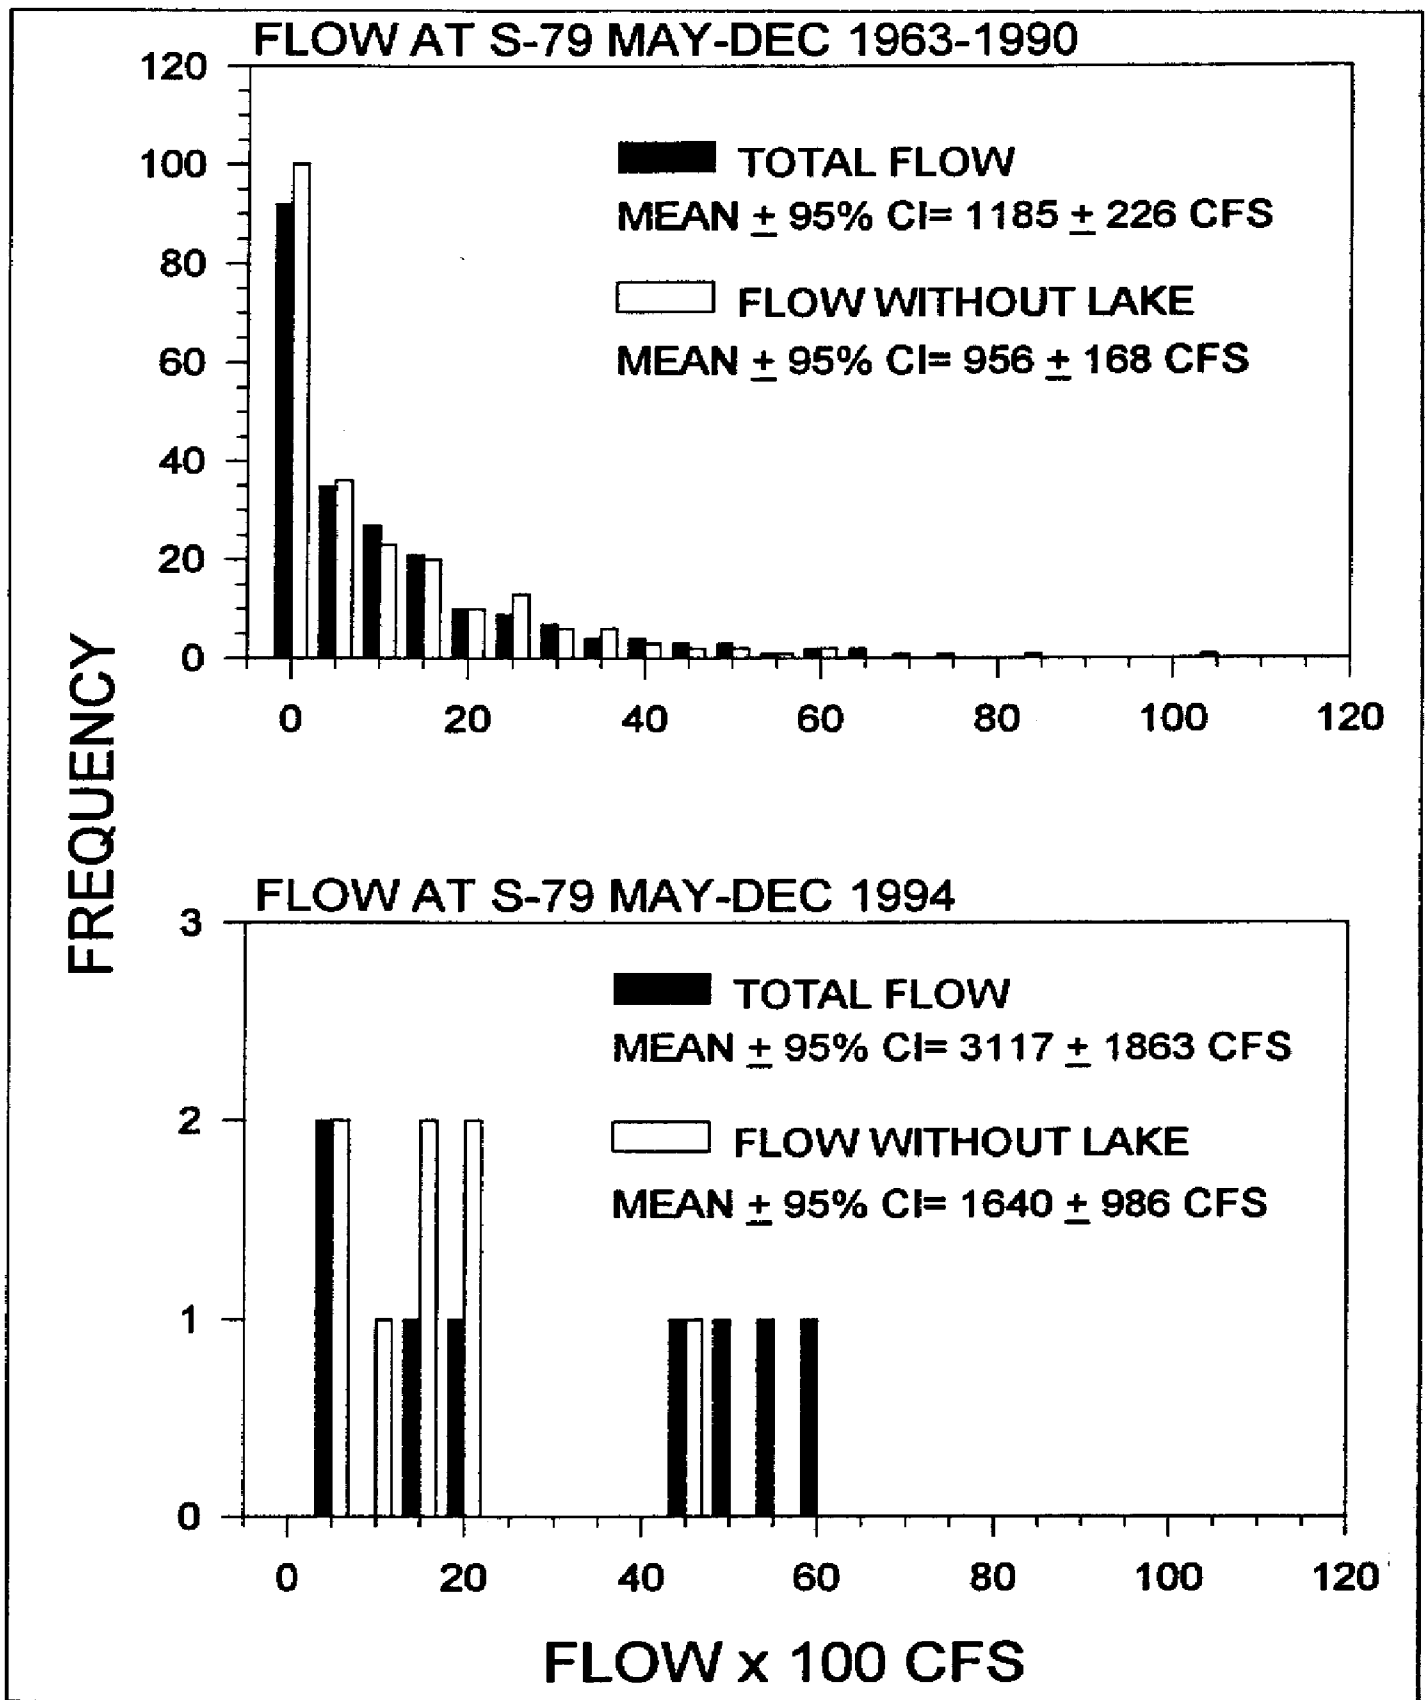 FLOW AT S-79 MAY-DEC 1963-1990
120
100
80
60
40
20
0
TOTAL FLOW
MEAN ± 95% CI= 1185 ± 226 CFS
FLOW WITHOUT LAKE
MEAN ± 95% CI= 956 ± 168 CFS
0 20 40 60 80 100 120
FREQUENCY
FLOW AT S-79 MAY-DEC 1994
3
2
1
0
TOTAL FLOW
MEAN ± 95% CI= 3117 ± 1863 CFS
FLOW WITHOUT LAKE
MEAN ± 95% CI= 1640 ± 986 CFS
0 20 40 60 80 100 120
FLOW x 100 CFS